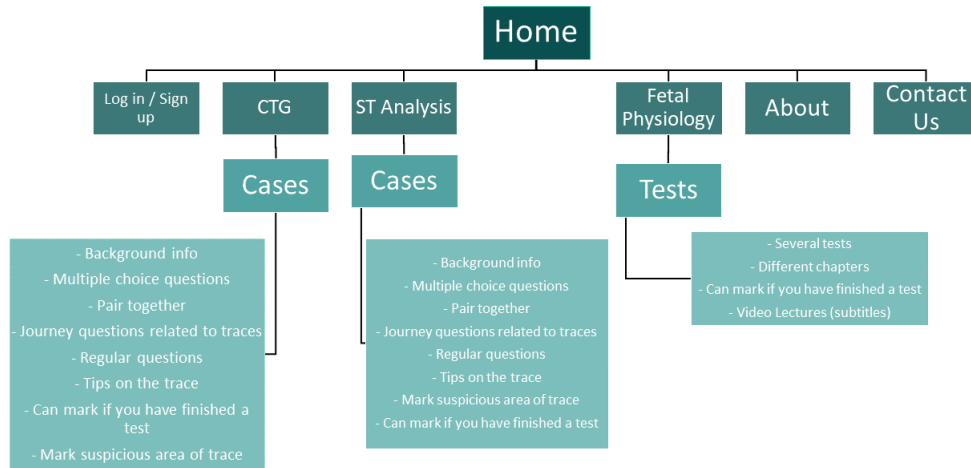 Home
Log in / Sign
up
CTG
ST Analysis
Fetal
Physiology
About
Contact
Us
Cases
Cases
Tests
- Background info
- Multiple choice questions
- Pair together
- Journey questions related to traces
- Regular questions
- Tips on the trace
- Can mark if you have finished a
test
- Mark suspicious area of trace
- Background info
- Multiple choice questions
- Pair together
- Journey questions related to traces
- Regular questions
- Tips on the trace
- Mark suspicious area of trace
- Can mark if you have finished a test
- Several tests
- Different chapters
- Can mark if you have finished a test
- Video Lectures (subtitles)